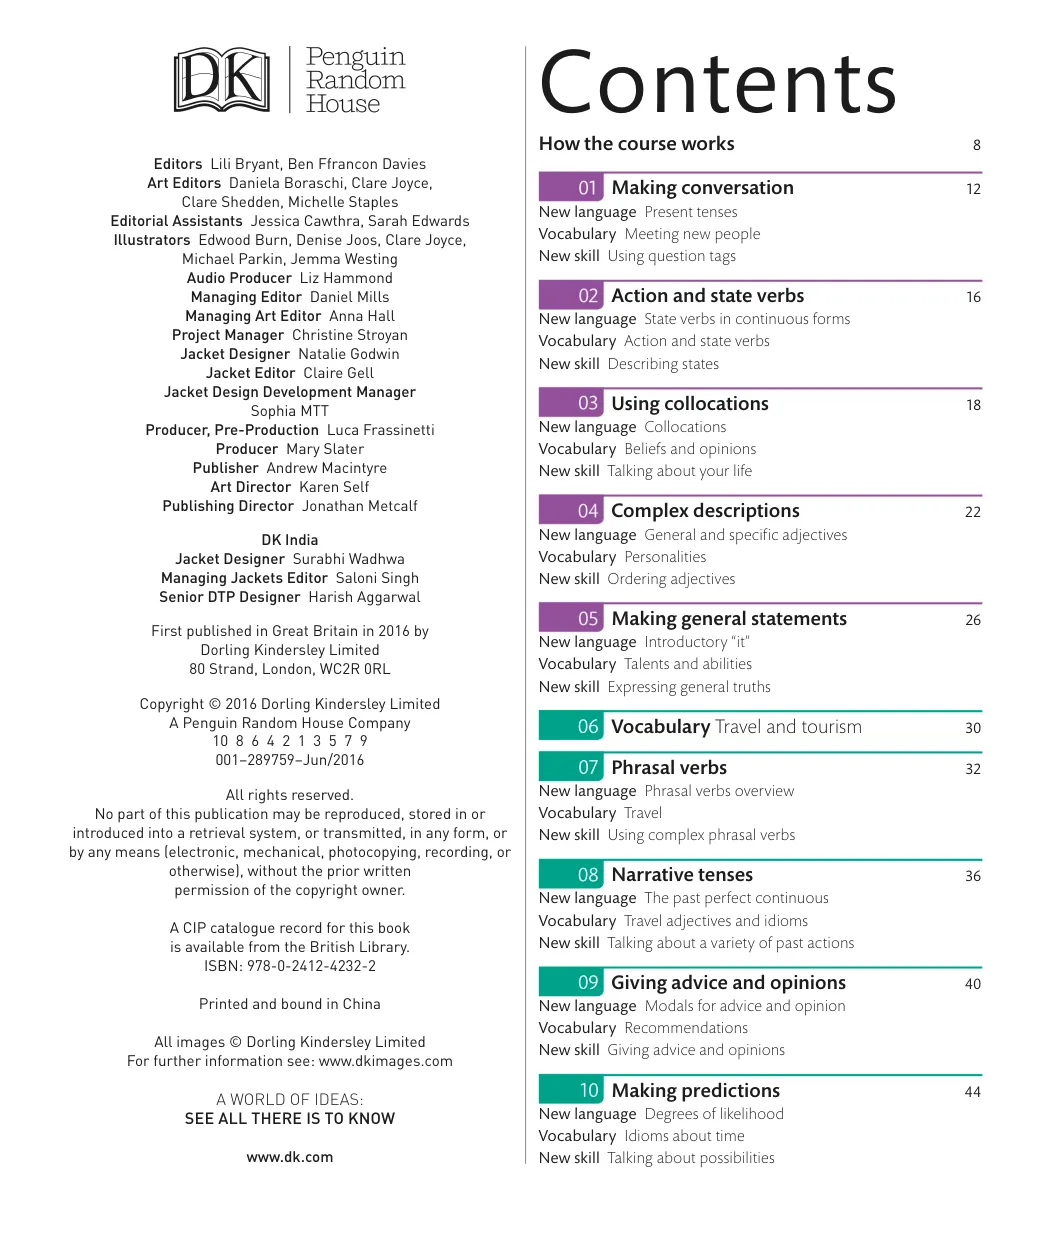 DK
Penguin
Random
House
Editors Lili Bryant, Ben Ffrancon Davies
Art Editors Daniela Boraschi, Clare Joyce,
Clare Shedden, Michelle Staples
Editorial Assistants Jessica Cawthra, Sarah Edwards
Illustrators Edwood Burn, Denise Joos, Clare Joyce,
Michael Parkin, Jemma Westing
Audio Producer Liz Hammond
Managing Editor Daniel Mills
Managing Art Editor Anna Hall
Project Manager Christine Stroyan
Jacket Designer Natalie Godwin
Jacket Editor Claire Gell
Jacket Design Development Manager
Sophia MTT
Producer, Pre-Production Luca Frassinetti
Producer Mary Slater
Publisher Andrew Macintyre
Art Director Karen Self
Publishing Director Jonathan Metcalf
DK India
Jacket Designer Surabhi Wadhwa
Managing Jackets Editor Saloni Singh
Senior DTP Designer Harish Aggarwal
First published in Great Britain in 2016 by
Dorling Kindersley Limited
80 Strand, London, WC2R 0RL
Copyright © 2016 Dorling Kindersley Limited
A Penguin Random House Company
10 8 6 4 2 1 3 5 7 9
001–289759–Jun/2016
All rights reserved.
No part of this publication may be reproduced, stored in or
introduced into a retrieval system, or transmitted, in any form, or
by any means (electronic, mechanical, photocopying, recording, or
otherwise), without the prior written
permission of the copyright owner.
A CIP catalogue record for this book
is available from the British Library.
ISBN: 978-0-2412-4232-2
Printed and bound in China
All images © Dorling Kindersley Limited
For further information see: www.dkimages.com
A WORLD OF IDEAS:
SEE ALL THERE IS TO KNOW
www.dk.com
Contents
How the course works 8
01 Making conversation 12
New language Present tenses
Vocabulary Meeting new people
New skill Using question tags
02 Action and state verbs 16
New language State verbs in continuous forms
Vocabulary Action and state verbs
New skill Describing states
03 Using collocations 18
New language Collocations
Vocabulary Beliefs and opinions
New skill Talking about your life
04 Complex descriptions 22
New language General and specific adjectives
Vocabulary Personalities
New skill Ordering adjectives
05 Making general statements 26
New language Introductory “it”
Vocabulary Talents and abilities
New skill Expressing general truths
06 Vocabulary Travel and tourism 30
07 Phrasal verbs 32
New language Phrasal verbs overview
Vocabulary Travel
New skill Using complex phrasal verbs
08 Narrative tenses 36
New language The past perfect continuous
Vocabulary Travel adjectives and idioms
New skill Talking about a variety of past actions
09 Giving advice and opinions 40
New language Modals for advice and opinion
Vocabulary Recommendations
New skill Giving advice and opinions
10 Making predictions 44
New language Degrees of likelihood
Vocabulary Idioms about time
New skill Talking about possibilities